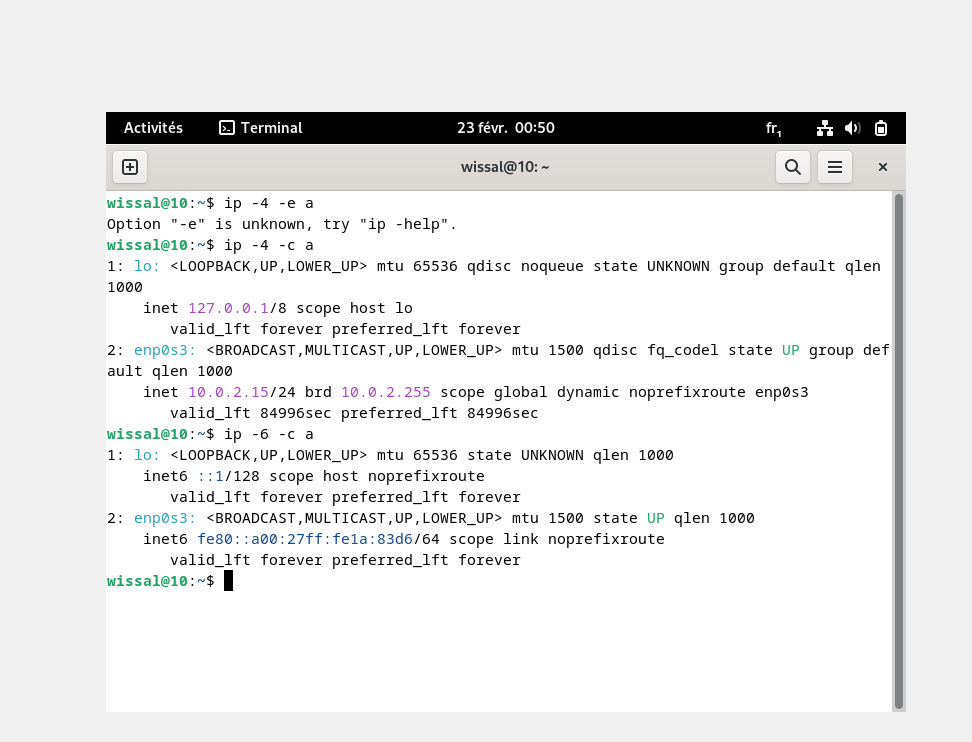 Activités Terminal 23 févr. 00:50 fr1
wissal@10: ~
wissal@10:~$ ip -4 -e a
Option "-e" is unknown, try "ip -help".
wissal@10:~$ ip -4 -c a
1: lo: <LOOPBACK,UP,LOWER_UP> mtu 65536 qdisc noqueue state UNKNOWN group default qlen
1000
    inet 127.0.0.1/8 scope host lo
       valid_lft forever preferred_lft forever
2: enp0s3: <BROADCAST,MULTICAST,UP,LOWER_UP> mtu 1500 qdisc fq_codel state UP group def
ault qlen 1000
    inet 10.0.2.15/24 brd 10.0.2.255 scope global dynamic noprefixroute enp0s3
       valid_lft 84996sec preferred_lft 84996sec
wissal@10:~$ ip -6 -c a
1: lo: <LOOPBACK,UP,LOWER_UP> mtu 65536 state UNKNOWN qlen 1000
    inet6 ::1/128 scope host noprefixroute
       valid_lft forever preferred_lft forever
2: enp0s3: <BROADCAST,MULTICAST,UP,LOWER_UP> mtu 1500 state UP qlen 1000
    inet6 fe80::a00:27ff:fe1a:83d6/64 scope link noprefixroute
       valid_lft forever preferred_lft forever
wissal@10:~$